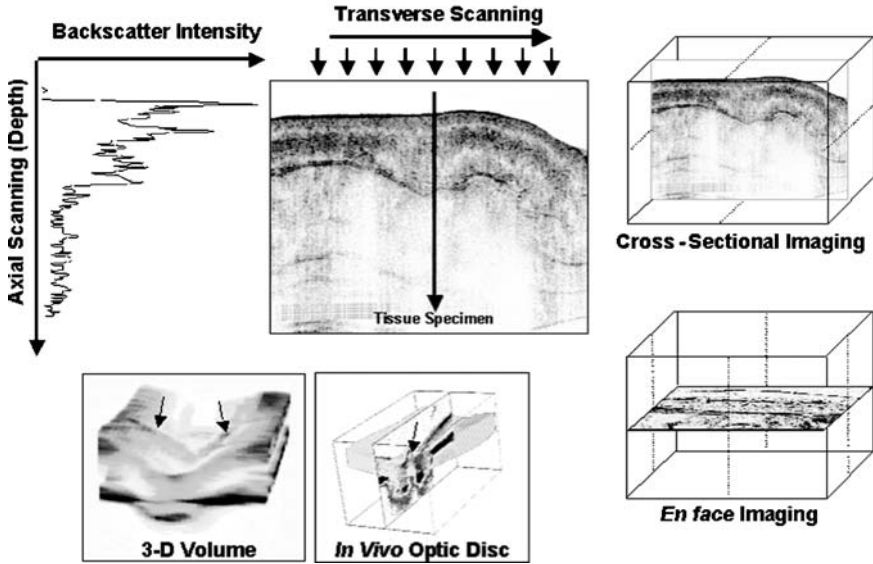 Backscatter Intensity
Transverse Scanning
Axial Scanning (Depth)
Tissue Specimen
Cross -Sectional Imaging
3-D Volume
In Vivo Optic Disc
En face Imaging